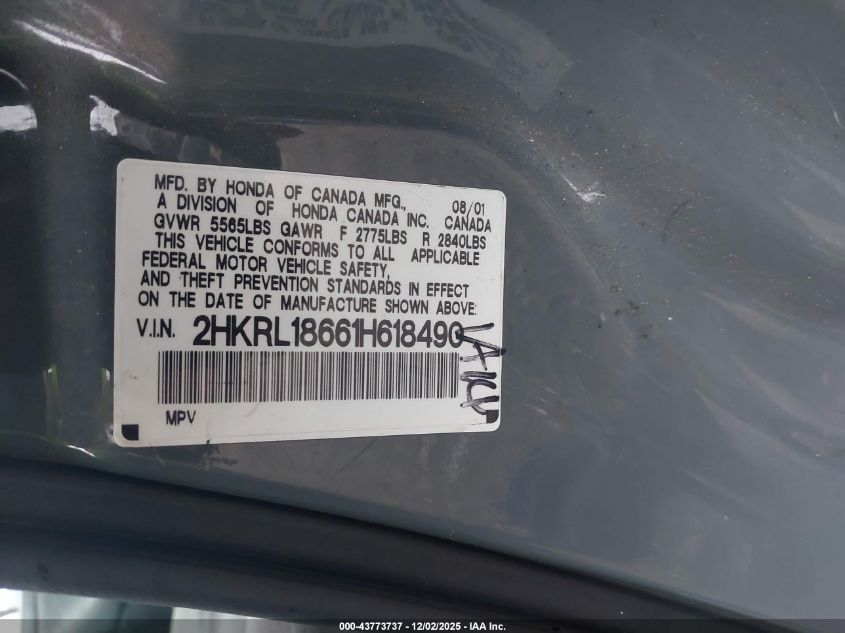 MFD. BY HONDA OF CANADA MFG., 08/01
A DIVISION OF HONDA CANADA INC. CANADA
GVWR 5565LBS GAWR F 2775LBS R 2840LBS
THIS VEHICLE CONFORMS TO ALL APPLICABLE
FEDERAL MOTOR VEHICLE SAFETY,
AND THEFT PREVENTION STANDARDS IN EFFECT
ON THE DATE OF MANUFACTURE SHOWN ABOVE:
V.I.N. 2HKRL18661H618490
MPV
000-43773737 - 12/02/2025 - IAA Inc.